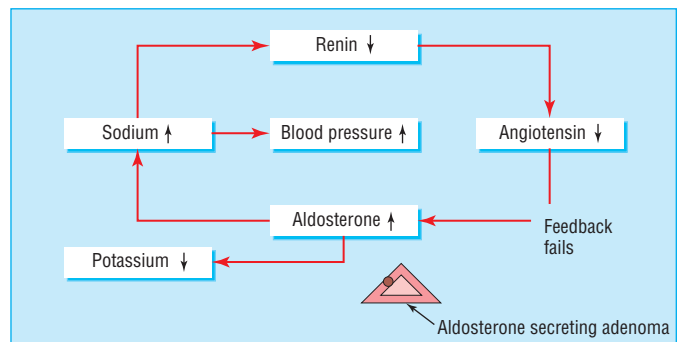 Renin ↓
Sodium ↑
Blood pressure ↑
Angiotensin ↓
Aldosterone ↑
Feedback
fails
Potassium ↓
Aldosterone secreting adenoma